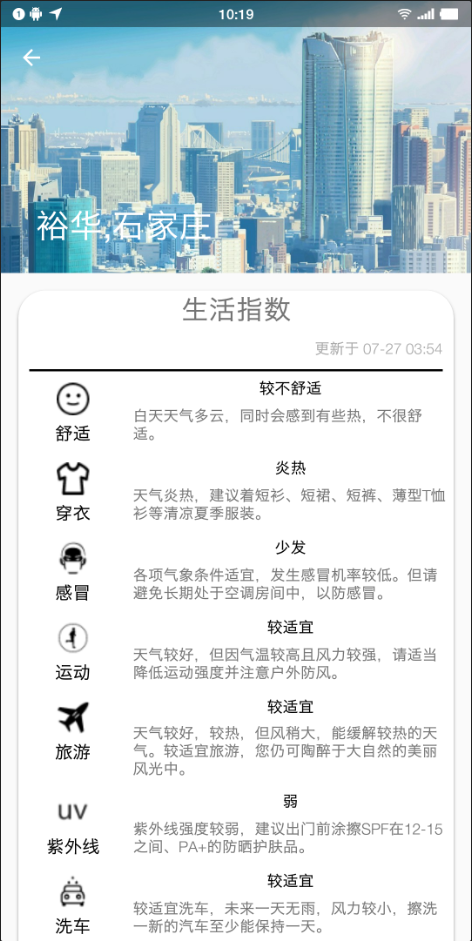 10:19
裕华,石家庄
生活指数
更新于 07-27 03:54
较不舒适
舒适
白天天气多云，同时会感到有些热，不很舒
适。
炎热
穿衣
天气炎热，建议着短衫、短裙、短裤、薄型T恤
衫等清凉夏季服装。
少发
感冒
各项气象条件适宜，发生感冒机率较低。但请
避免长期处于空调房间中，以防感冒。
较适宜
运动
天气较好，但因气温较高且风力较强，请适当
降低运动强度并注意户外防风。
较适宜
旅游
天气较好，较热，但风稍大，能缓解较热的天
气。较适宜旅游，您仍可陶醉于大自然的美丽
风光中。
弱
UV
紫外线
紫外线强度较弱，建议出门前涂擦SPF在12-15
之间、PA+的防晒护肤品。
较适宜
洗车
较适宜洗车，未来一天无雨，风力较小，擦洗
一新的汽车至少能保持一天。